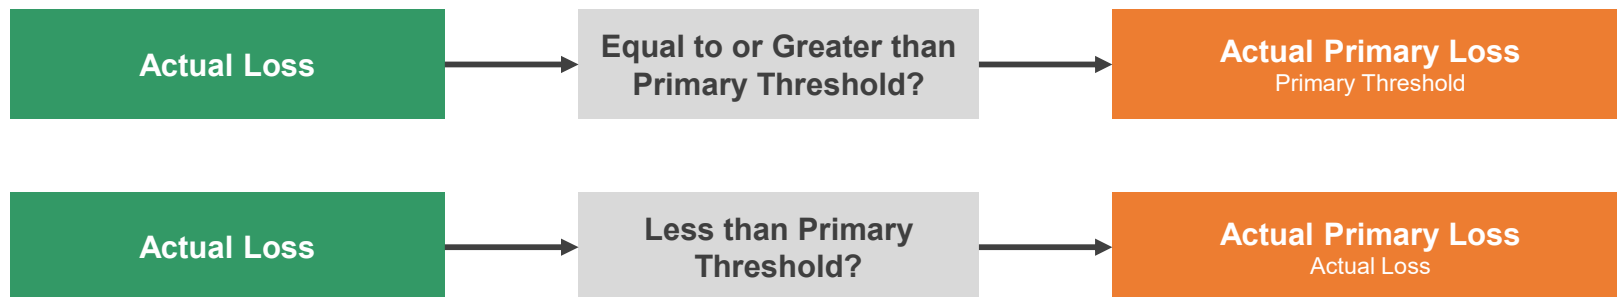 Actual Loss
Equal to or Greater than
Primary Threshold?
Actual Primary Loss
Primary Threshold
Actual Loss
Less than Primary
Threshold?
Actual Primary Loss
Actual Loss